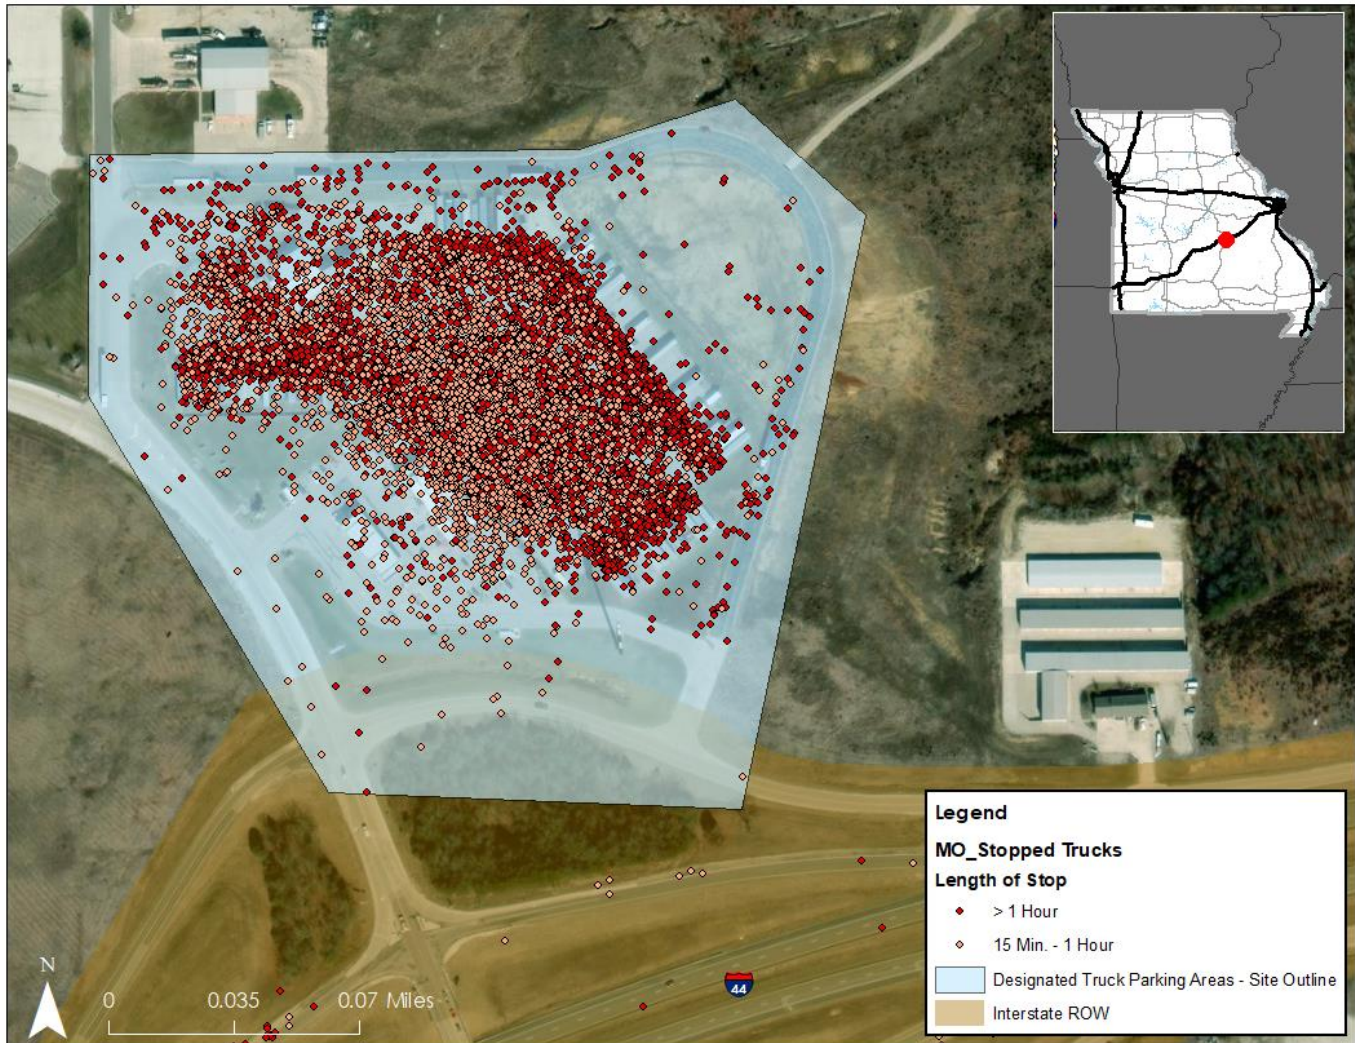 Legend
MO_Stopped Trucks
Length of Stop
> 1 Hour
15 Min. - 1 Hour
Designated Truck Parking Areas - Site Outline
Interstate ROW
N
0 0.035 0.07 Miles
44